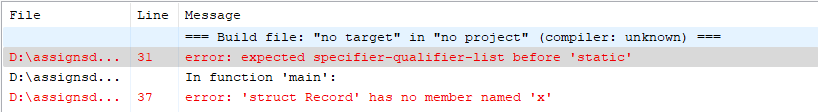 File Line Message
=== Build file: "no target" in "no project" (compiler: unknown) ===
D:\assignsd... 31 error: expected specifier-qualifier-list before 'static'
D:\assignsd... In function 'main':
D:\assignsd... 37 error: 'struct Record' has no member named 'x'